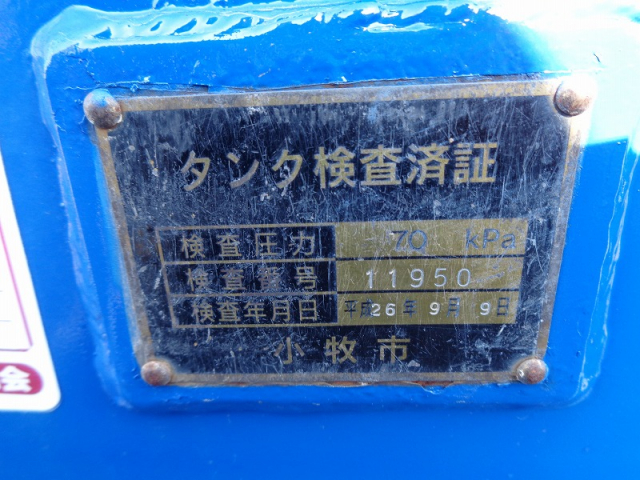 タンク検査済証
検査圧力 70 kPa
検査番号 11950
検査年月日 平成26年9月9日
小牧市
会